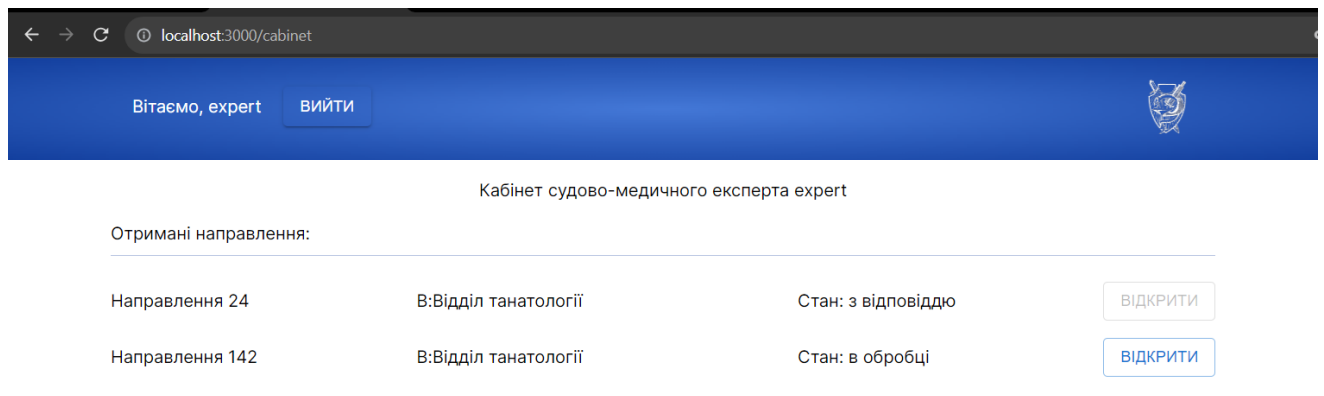 localhost:3000/cabinet
Вітаємо, expert ВИЙТИ
Кабінет судово-медичного експерта expert
Отримані направлення:
Направлення 24 В:Відділ танатології Стан: з відповіддю ВІДКРИТИ
Направлення 142 В:Відділ танатології Стан: в обробці ВІДКРИТИ